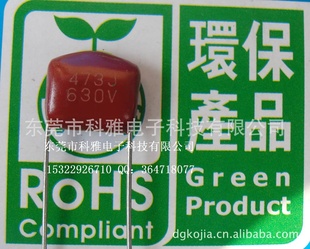 473J
630V
環保
產品
东莞市科雅电子科技有限公司
东莞市科雅电子科技有限公司
15322926710 QQ：364718077
RoHS
Compliant
Green
Product
dgkojia.cn.alibaba.com